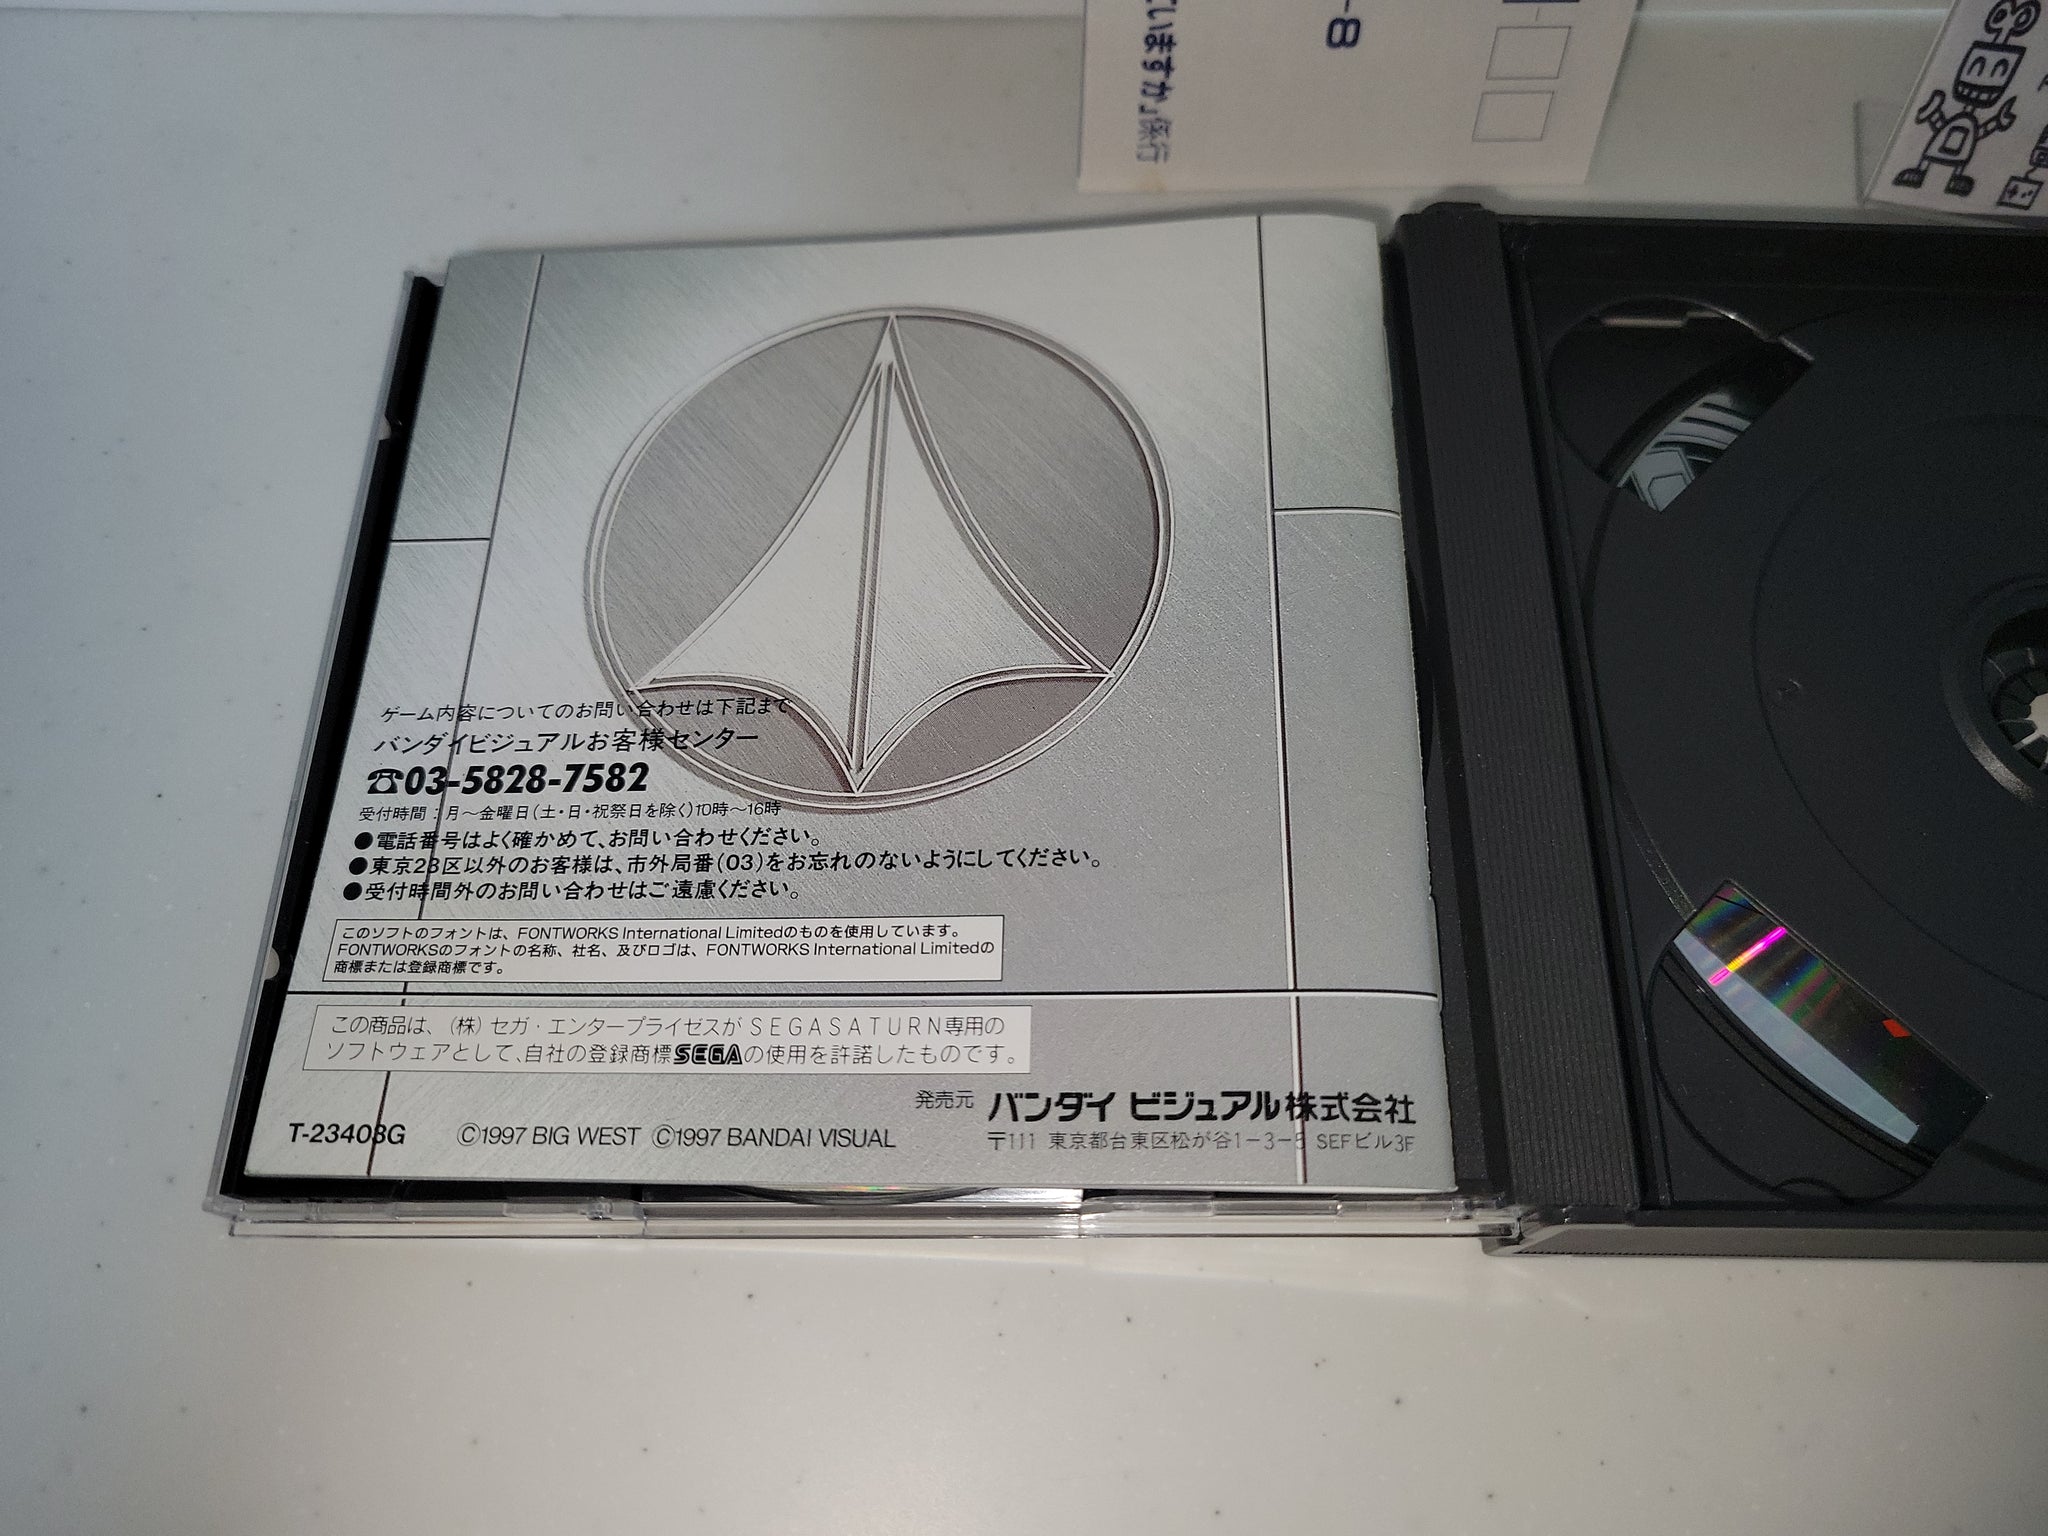 -8
ていますか」係行
ゲーム内容についてのお問い合わせは下記まで
バンダイビジュアルお客様センター
☎03-5828-7582
受付時間:月〜金曜日(土・日・祝祭日を除く)10時〜16時
●電話番号はよく確かめて、お問い合わせください。
●東京23区以外のお客様は、市外局番(03)をお忘れのないようにしてください。
●受付時間外のお問い合わせはご遠慮ください。
このソフトのフォントは、FONTWORKS International Limitedのものを使用しています。
FONTWORKSのフォントの名称、社名、及びロゴは、FONTWORKS International Limitedの
商標または登録商標です。
この商品は、(株)セガ・エンタープライゼスがSEGASATURN専用の
ソフトウェアとして、自社の登録商標SEGAの使用を許諾したものです。
発売元 バンダイ ビジュアル株式会社
T-23403G ©1997 BIG WEST ©1997 BANDAI VISUAL
〒111 東京都台東区松が谷1-3-5 SEFビル3F